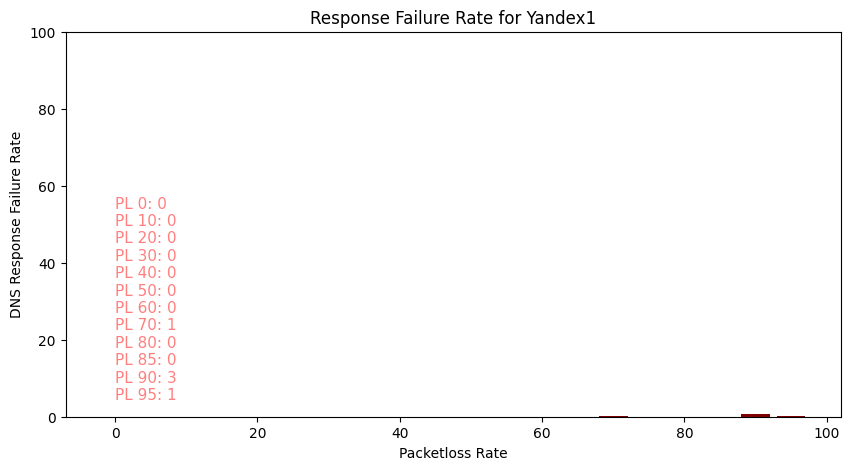 Response Failure Rate for Yandex1
100
80
60
40
20
0
DNS Response Failure Rate
PL 0: 0
PL 10: 0
PL 20: 0
PL 30: 0
PL 40: 0
PL 50: 0
PL 60: 0
PL 70: 1
PL 80: 0
PL 85: 0
PL 90: 3
PL 95: 1
0 20 40 60 80 100
Packetloss Rate